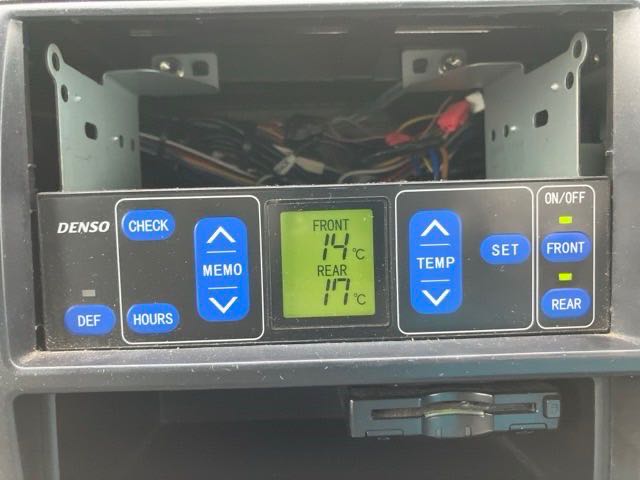 DENSO
CHECK
MEMO
DEF
HOURS
FRONT
14°C
REAR
17°C
TEMP
SET
ON/OFF
FRONT
REAR